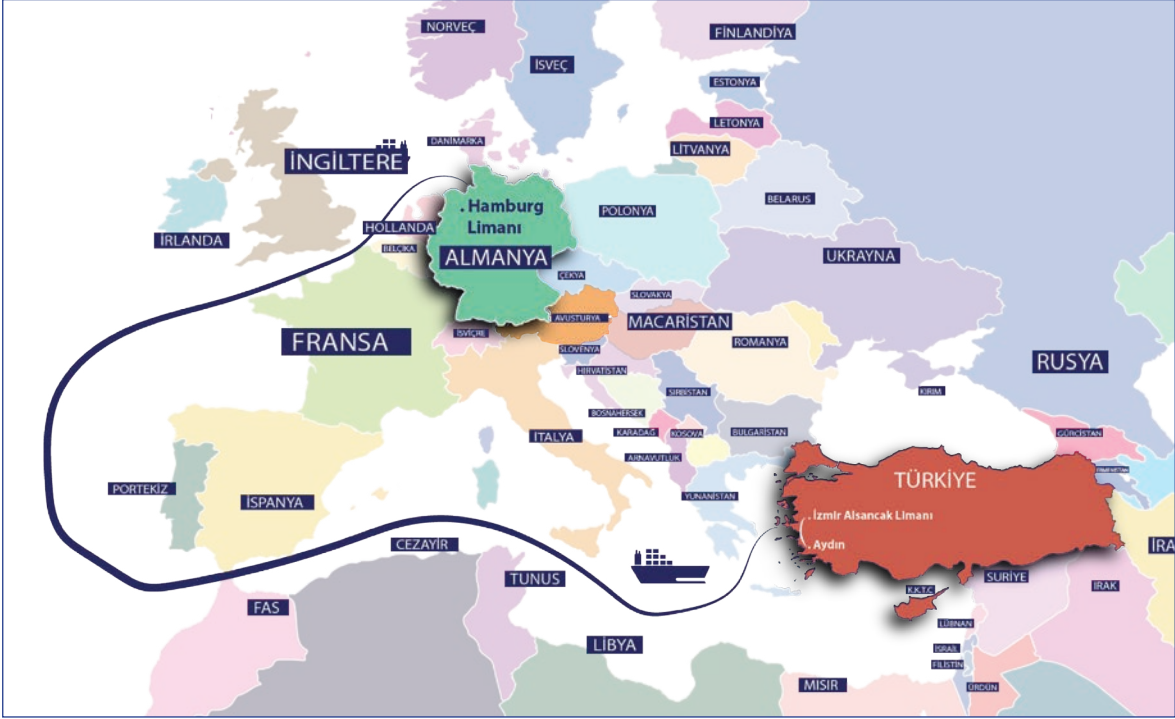 NORVEÇ
FİNLANDİYA
İSVEÇ
ESTONYA
LETONYA
DANİMARKA
LİTVANYA
İNGİLTERE
BELARUS
. Hamburg
Limanı
POLONYA
HOLLANDA
İRLANDA
BELÇİKA
ALMANYA
UKRAYNA
ÇEKYA
SLOVAKYA
AVUSTURYA
MACARİSTAN
İSVİÇRE
FRANSA
ROMANYA
SLOVENYA
RUSYA
HIRVATİSTAN
SIRBİSTAN
KIRIM
BOSNAHERSEK
KARADAĞ
KOSOVA
BULGARİSTAN
GÜRCİSTAN
İTALYA
ARNAVUTLUK
TÜRKİYE
PORTEKİZ
İSPANYA
YUNANİSTAN
. İzmir Alsancak Limanı
. Aydın
CEZAYİR
İRA
TUNUS
SURİYE
IRAK
K.K.T.C
FAS
LÜBNAN
LİBYA
İSRAİL
FİLİSTİN
MISIR
ÜRDÜN